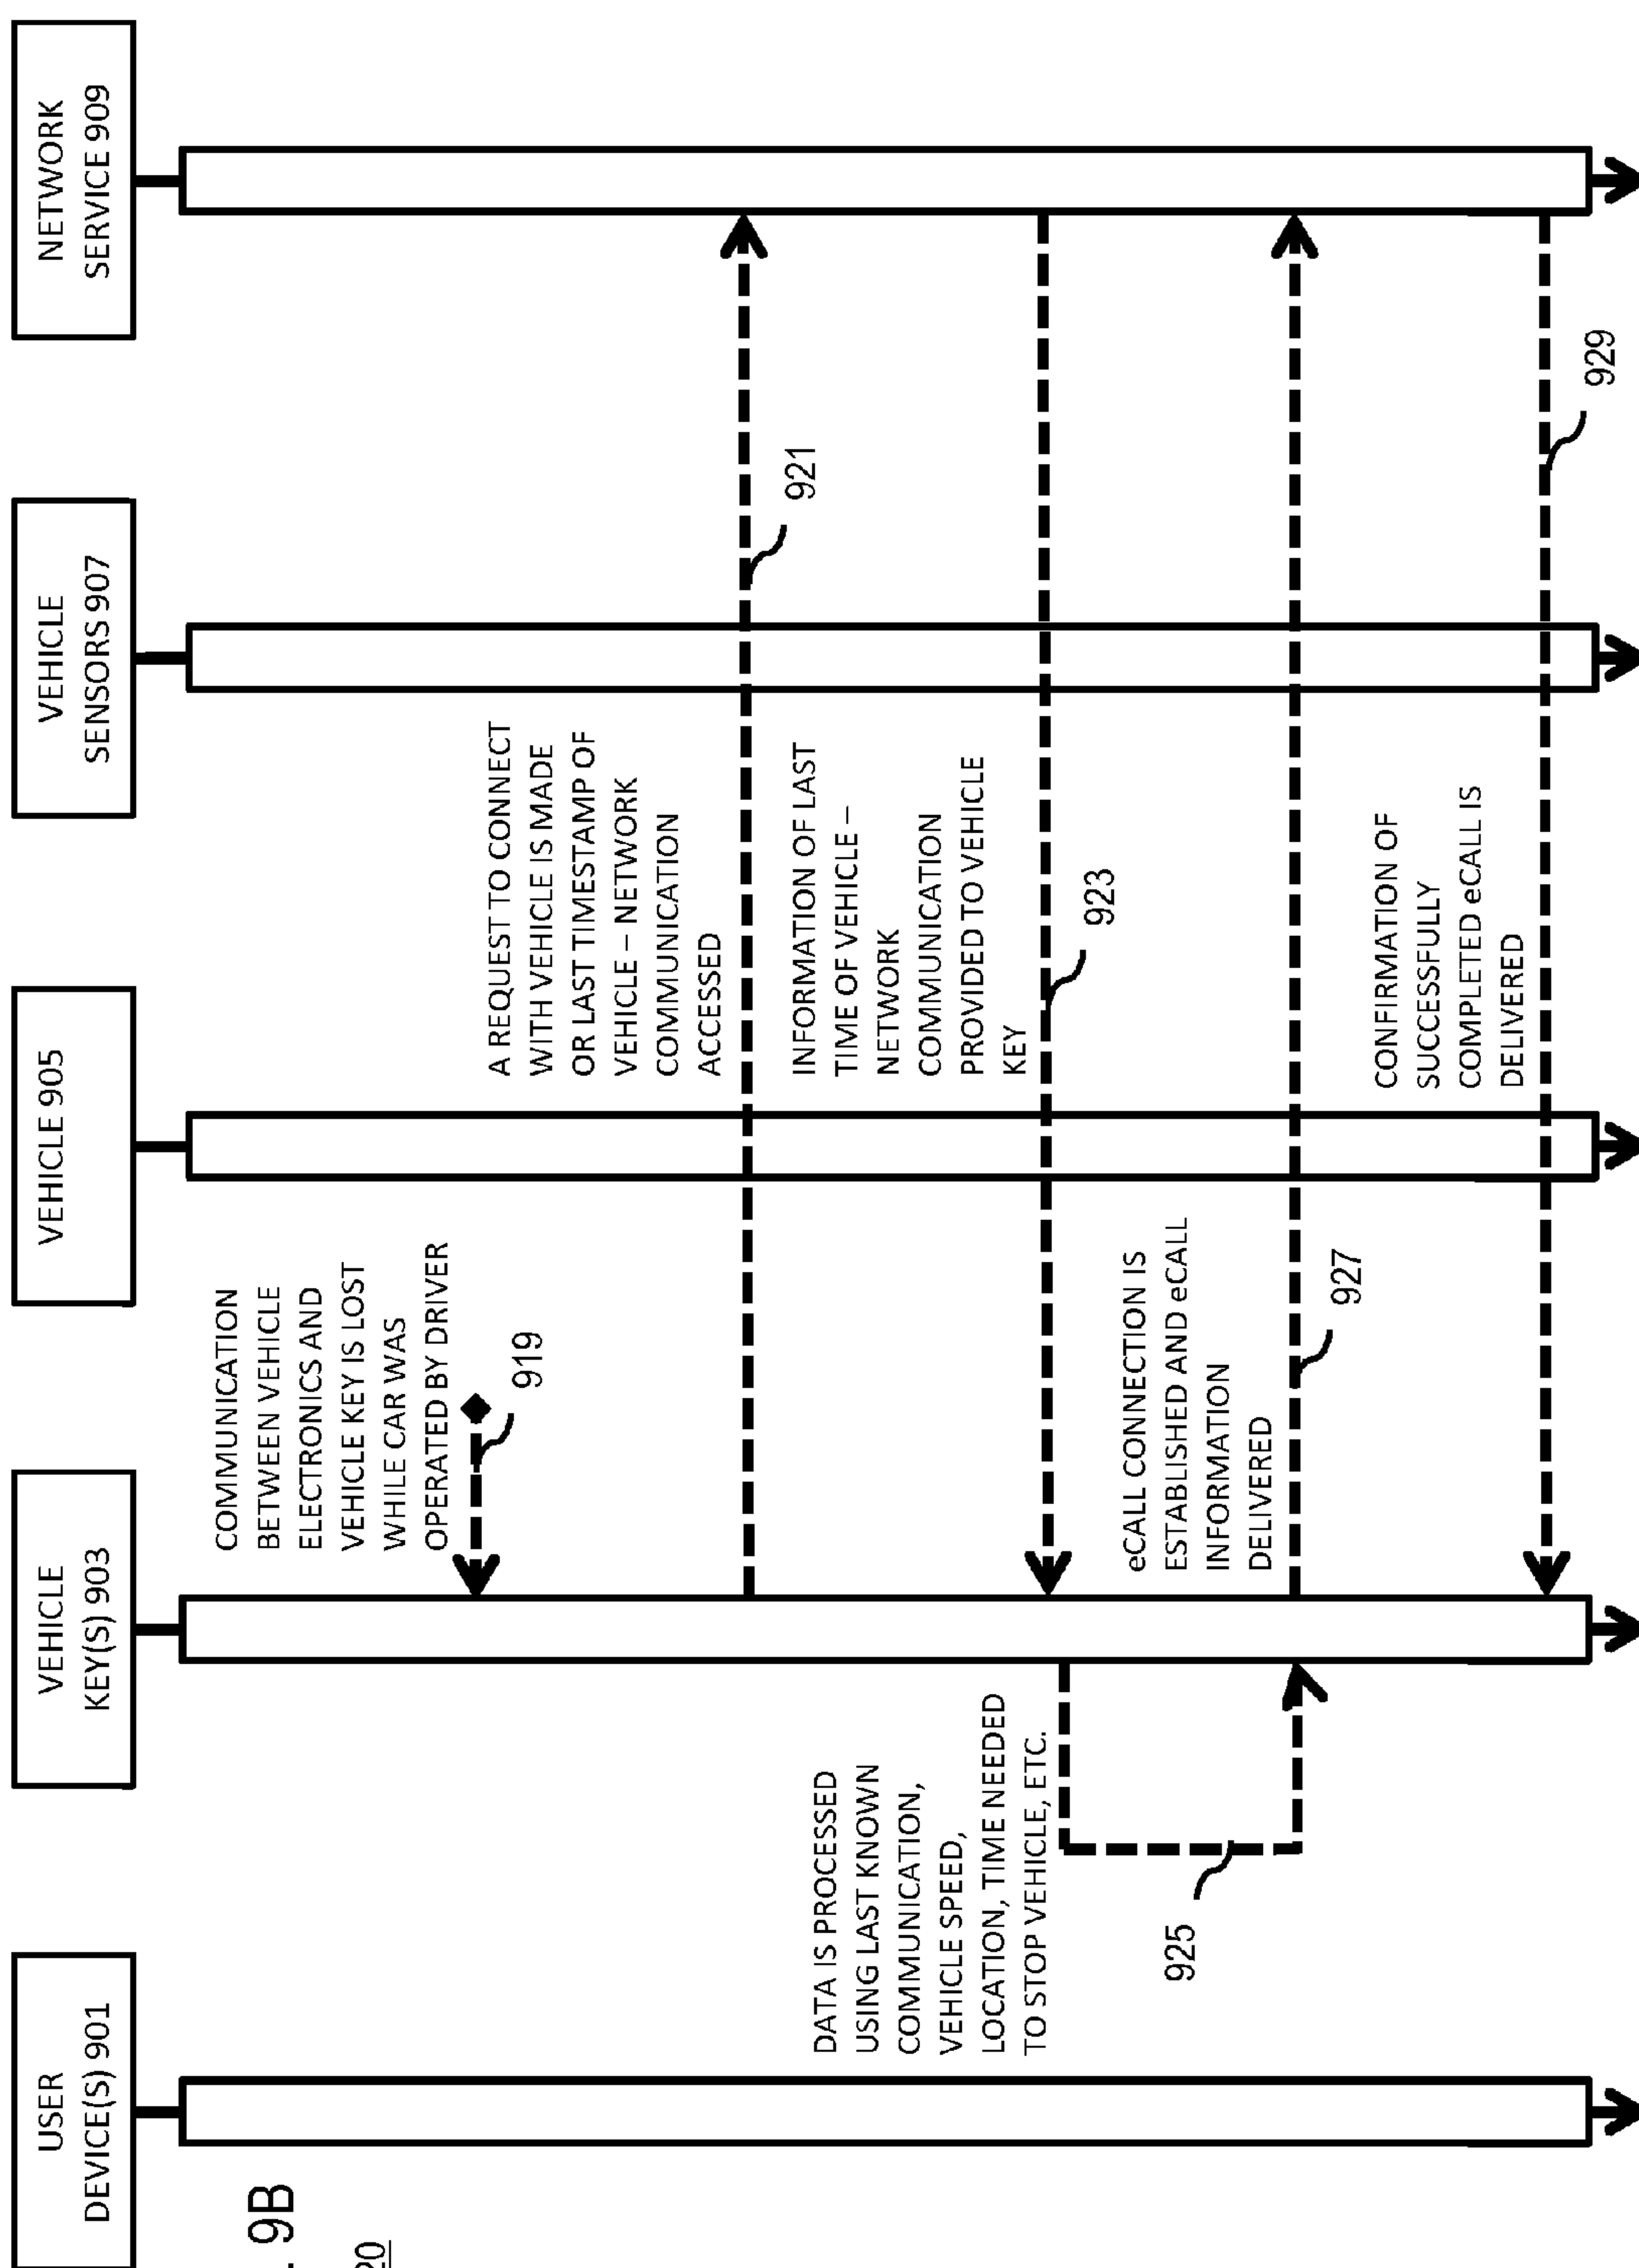 USER
DEVICE(S) 901
VEHICLE
KEY(S) 903
VEHICLE 905
VEHICLE
SENSORS 907
NETWORK
SERVICE 909
9B
20
COMMUNICATION
BETWEEN VEHICLE
ELECTRONICS AND
VEHICLE KEY IS LOST
WHILE CAR WAS
OPERATED BY DRIVER
919
A REQUEST TO CONNECT
WITH VEHICLE IS MADE
OR LAST TIMESTAMP OF
VEHICLE – NETWORK
COMMUNICATION
ACCESSED
921
INFORMATION OF LAST
TIME OF VEHICLE –
NETWORK
COMMUNICATION
PROVIDED TO VEHICLE
KEY
923
DATA IS PROCESSED
USING LAST KNOWN
COMMUNICATION,
VEHICLE SPEED,
LOCATION, TIME NEEDED
TO STOP VEHICLE, ETC.
925
eCALL CONNECTION IS
ESTABLISHED AND eCALL
INFORMATION
DELIVERED
927
CONFIRMATION OF
SUCCESSFULLY
COMPLETED eCALL IS
DELIVERED
929